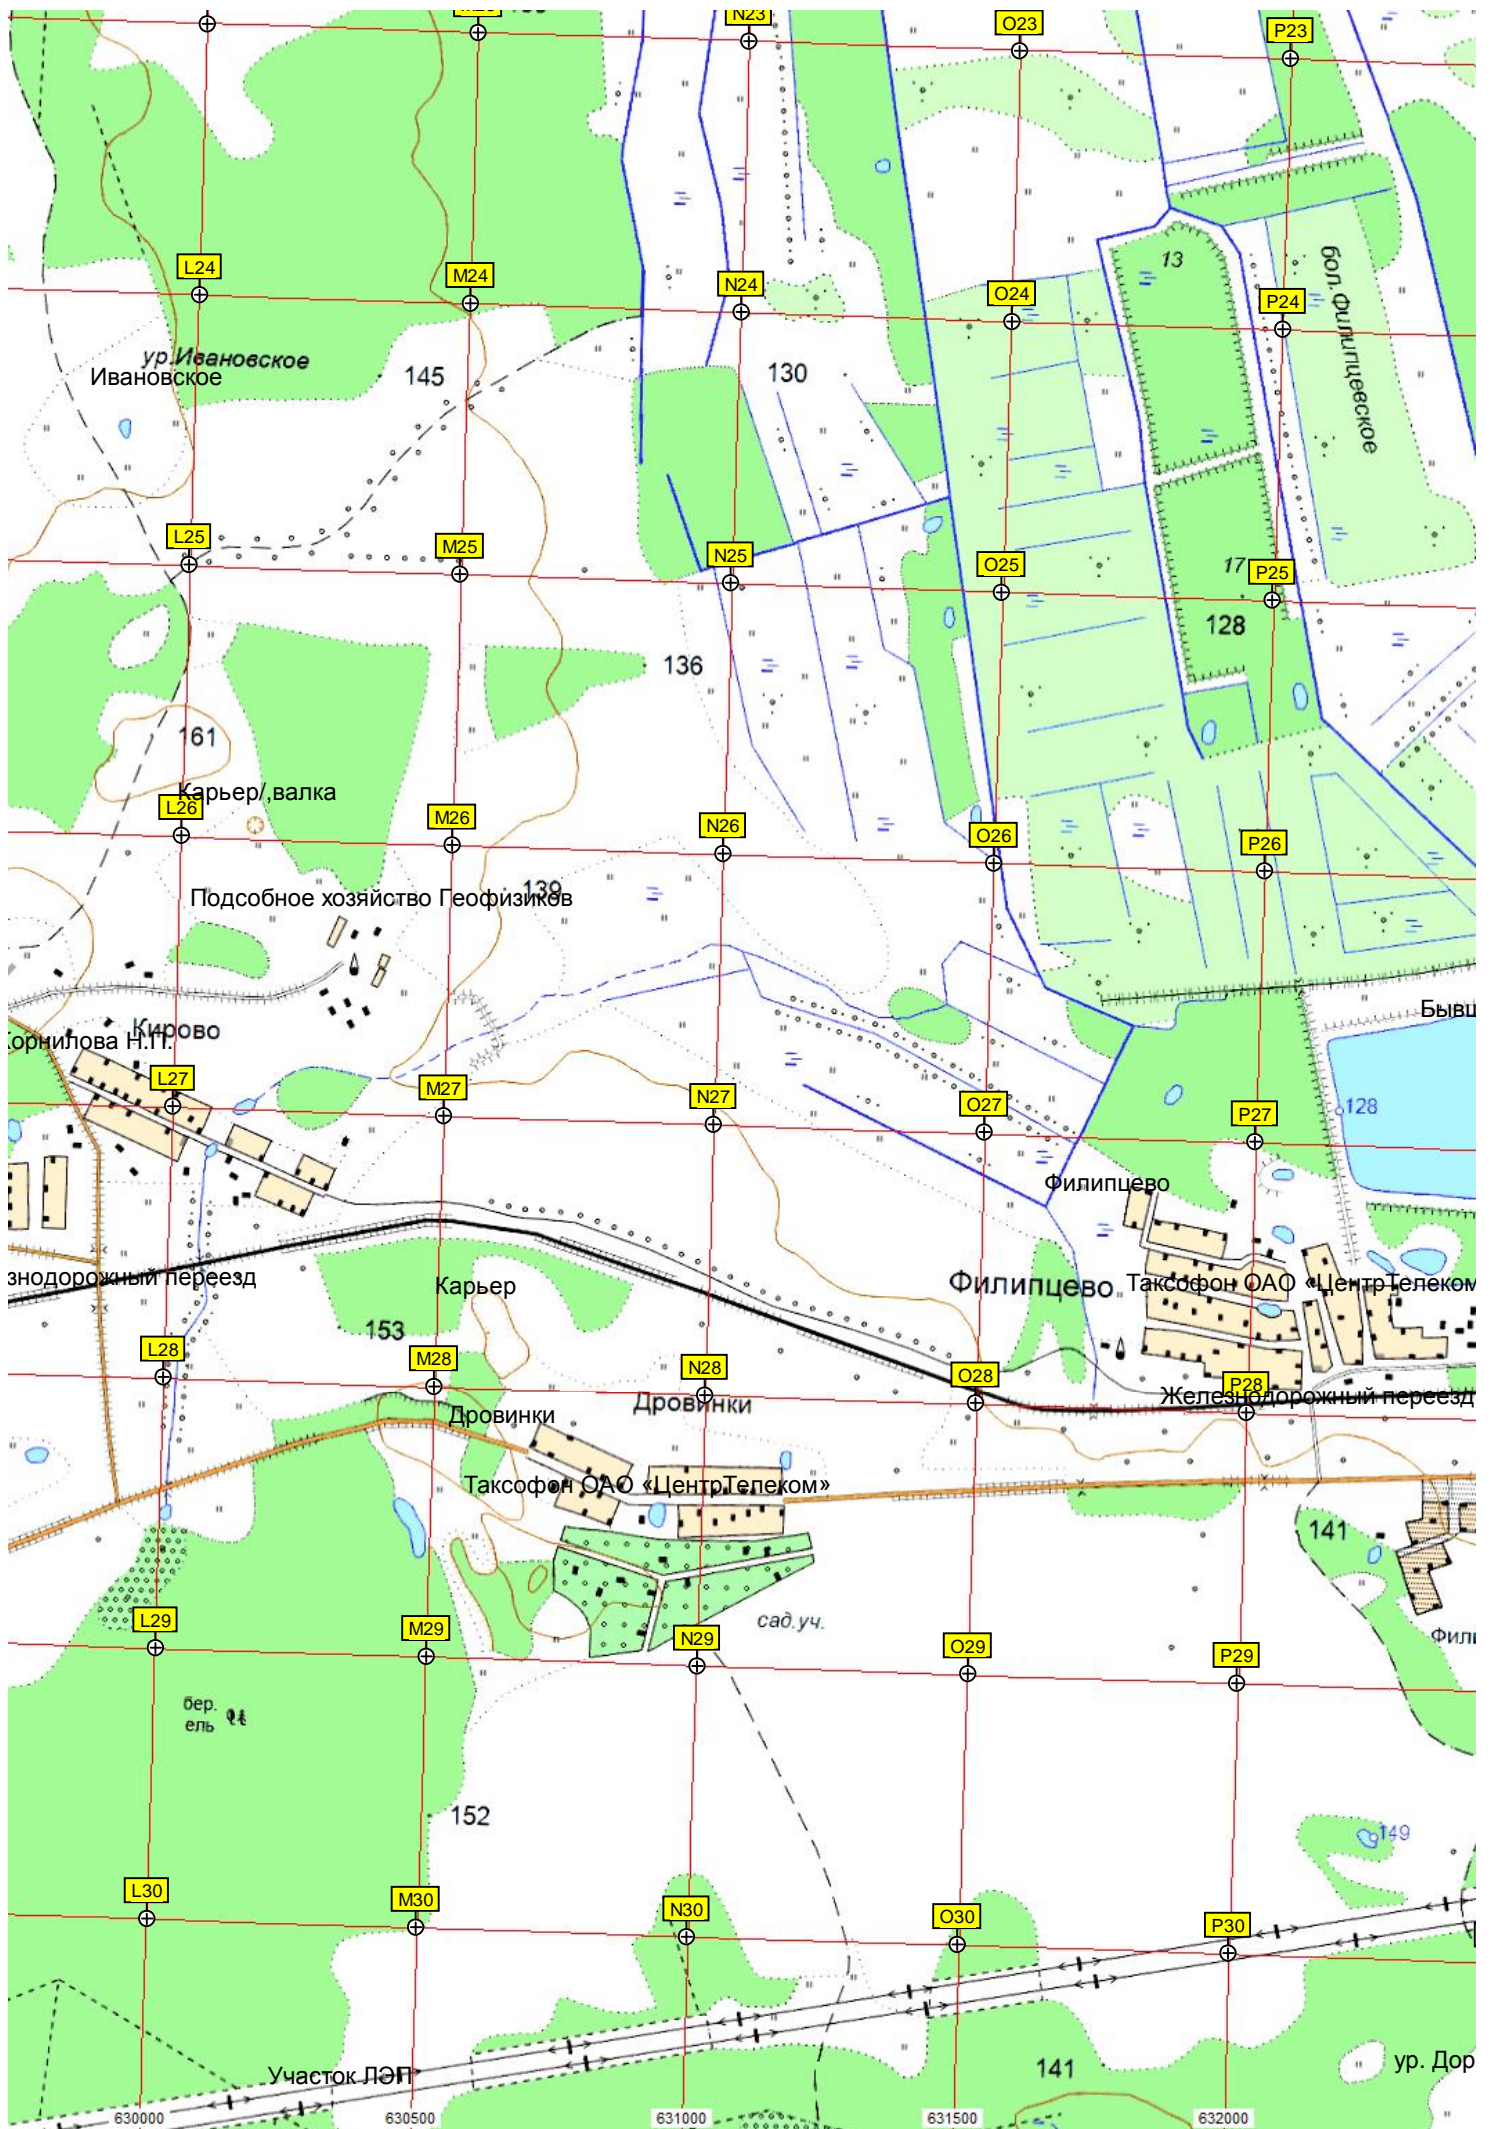 N23
O23
P23
L24
M24
N24
O24
P24
13
бол.Филипцевское
ур.Ивановское
Ивановское
145
130
L25
M25
N25
O25
17
P25
128
136
161
Карьер/,валка
L26
M26
N26
O26
P26
139
Подсобное хозяйство Геофизиков
Кирово
Корнилова Н.П.
Бывш
L27
M27
N27
O27
P27
128
Филипцево
знодорожный переезд
Карьер
Филипцево
Таксофон ОАО «ЦентрТелеком
153
L28
M28
N28
O28
P28
Железнодорожный переезд
Дровинки
Дровинки
Таксофон ОАО «ЦентрТелеком»
141
сад.уч.
L29
M29
N29
O29
P29
Фили
бер.
ель
152
149
L30
M30
N30
O30
P30
Участок ЛЭП
141
ур. Дор
630000
630500
631000
631500
632000